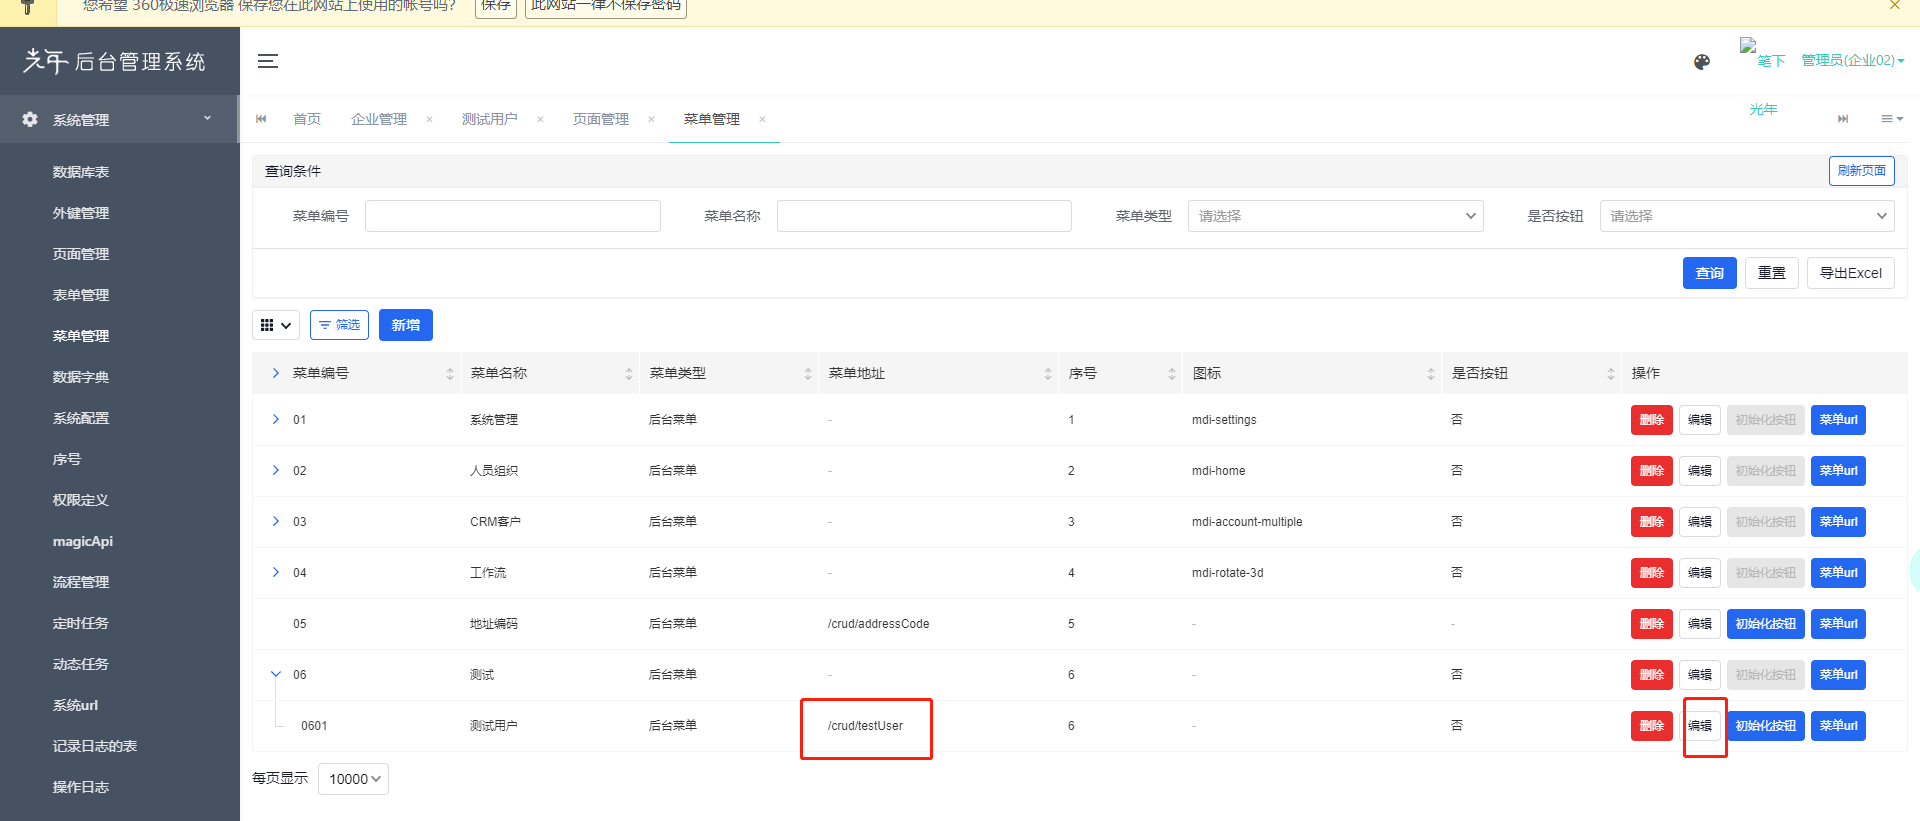 您希望 360极速浏览器 保存您在此网站上使用的帐号吗? 保存 此网站一律不保存密码
光年 后台管理系统
笔下光年 管理员(企业02)
系统管理
首页 企业管理 × 测试用户 × 页面管理 × 菜单管理 ×
数据库表
外键管理
页面管理
表单管理
菜单管理
数据字典
系统配置
序号
权限定义
magicApi
流程管理
定时任务
动态任务
系统url
记录日志的表
操作日志
查询条件 刷新页面
菜单编号 菜单名称 菜单类型 请选择 是否按钮 请选择
查询 重置 导出Excel
筛选 新增
菜单编号 菜单名称 菜单类型 菜单地址 序号 图标 是否按钮 操作
01 系统管理 后台菜单 - 1 mdi-settings 否 删除 编辑 初始化按钮 菜单url
02 人员组织 后台菜单 - 2 mdi-home 否 删除 编辑 初始化按钮 菜单url
03 CRM客户 后台菜单 - 3 mdi-account-multiple 否 删除 编辑 初始化按钮 菜单url
04 工作流 后台菜单 - 4 mdi-rotate-3d 否 删除 编辑 初始化按钮 菜单url
05 地址编码 后台菜单 /crud/addressCode 5 - - 删除 编辑 初始化按钮 菜单url
06 测试 后台菜单 - 6 - 否 删除 编辑 初始化按钮 菜单url
0601 测试用户 后台菜单 /crud/testUser 6 - 否 删除 编辑 初始化按钮 菜单url
每页显示 10000